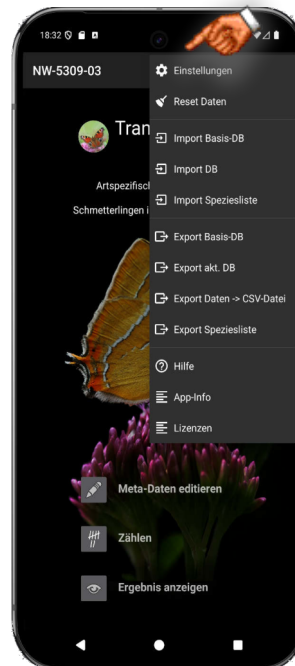 18:32
NW-5309-03
Einstellungen
Reset Daten
Tran
Import Basis-DB
Import DB
Artspezifisch
Import Speziesliste
Schmetterlingen i
Export Basis-DB
Export akt. DB
Export Daten -> CSV-Datei
Export Speziesliste
Hilfe
App-Info
Lizenzen
Meta-Daten editieren
Zählen
Ergebnis anzeigen